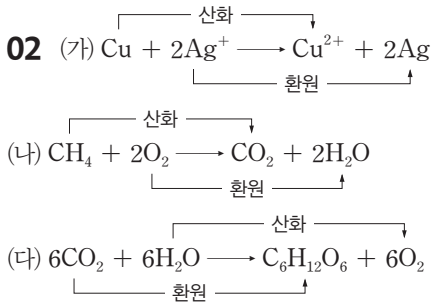 산화
02 (가) Cu + 2Ag⁺ ⟶ Cu²⁺ + 2Ag
환원
산화
(나) CH₄ + 2O₂ ⟶ CO₂ + 2H₂O
환원
산화
(다) 6CO₂ + 6H₂O ⟶ C₆H₁₂O₆ + 6O₂
환원